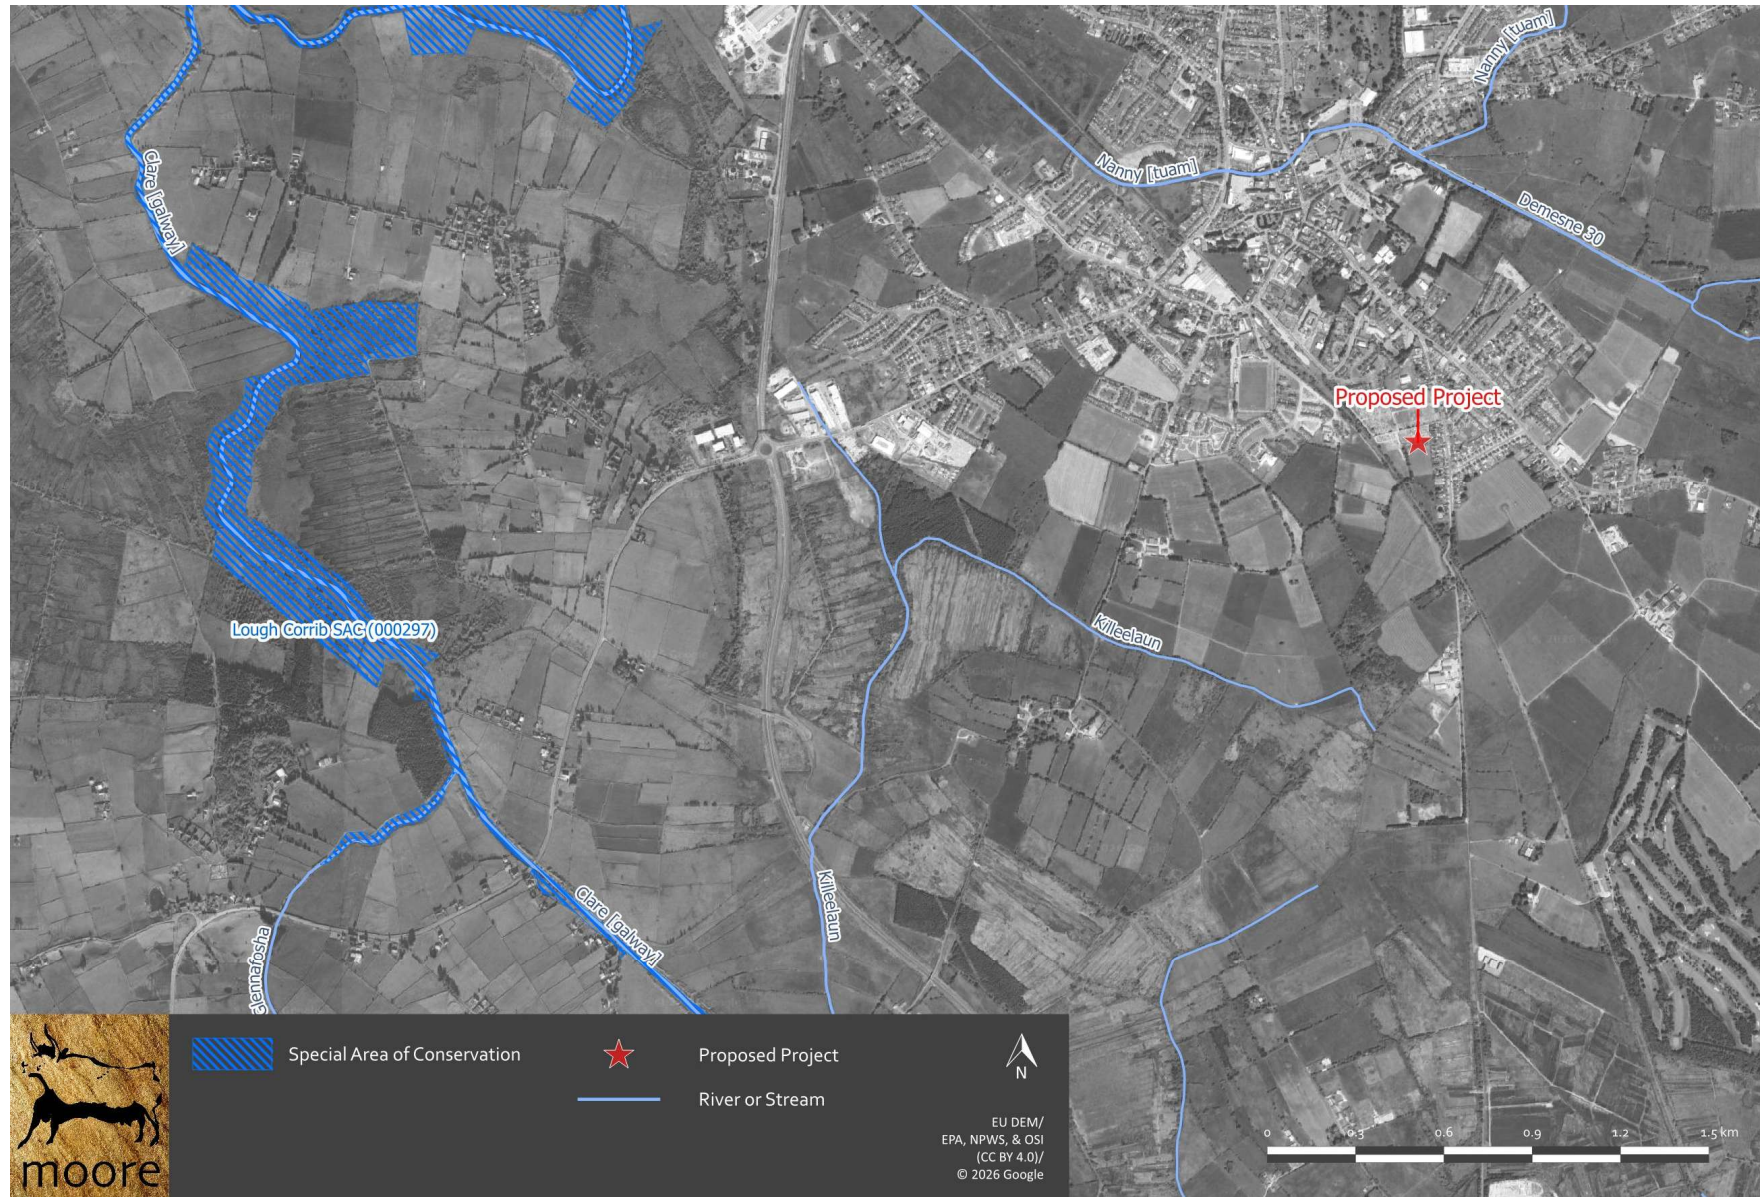 Nanny [tuam]
Clare [galway]
Nanny [tuam]
Demesne 30
Proposed Project
Lough Corrib SAC (000297)
Killeelaun
Killeelaun
Clare [galway]
Glennafosha
moore
Special Area of Conservation
Proposed Project
River or Stream
N
EU DEM/
EPA, NPWS, & OSI
(CC BY 4.0)/
© 2026 Google
0 0.3 0.6 0.9 1.2 1.5 km